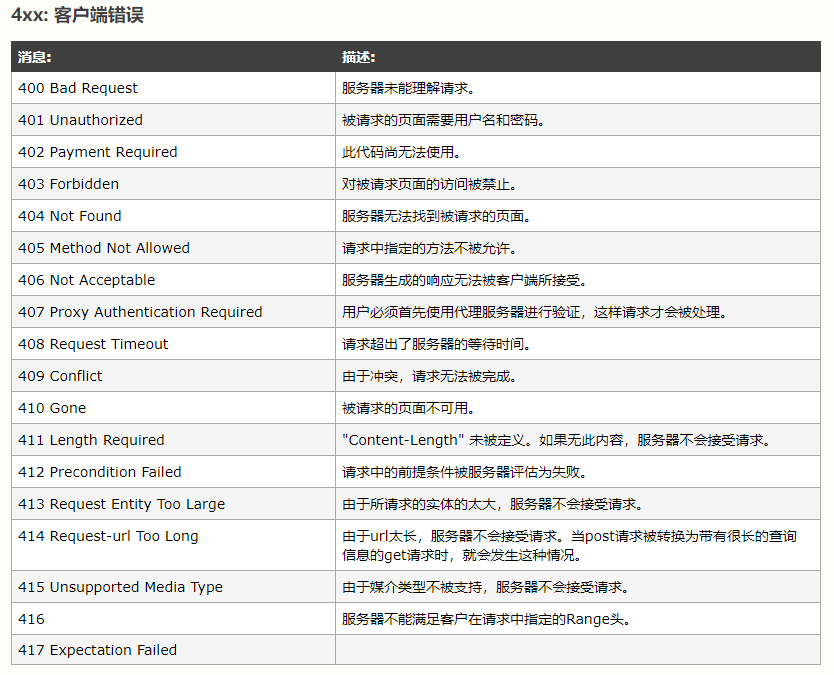 4xx: 客户端错误
消息: 描述:
400 Bad Request 服务器未能理解请求。
401 Unauthorized 被请求的页面需要用户名和密码。
402 Payment Required 此代码尚无法使用。
403 Forbidden 对被请求页面的访问被禁止。
404 Not Found 服务器无法找到被请求的页面。
405 Method Not Allowed 请求中指定的方法不被允许。
406 Not Acceptable 服务器生成的响应无法被客户端所接受。
407 Proxy Authentication Required 用户必须首先使用代理服务器进行验证，这样请求才会被处理。
408 Request Timeout 请求超出了服务器的等待时间。
409 Conflict 由于冲突，请求无法被完成。
410 Gone 被请求的页面不可用。
411 Length Required "Content-Length" 未被定义。如果无此内容，服务器不会接受请求。
412 Precondition Failed 请求中的前提条件被服务器评估为失败。
413 Request Entity Too Large 由于所请求的实体的太大，服务器不会接受请求。
414 Request-url Too Long 由于url太长，服务器不会接受请求。当post请求被转换为带有很长的查询
信息的get请求时，就会发生这种情况。
415 Unsupported Media Type 由于媒介类型不被支持，服务器不会接受请求。
416 服务器不能满足客户在请求中指定的Range头。
417 Expectation Failed